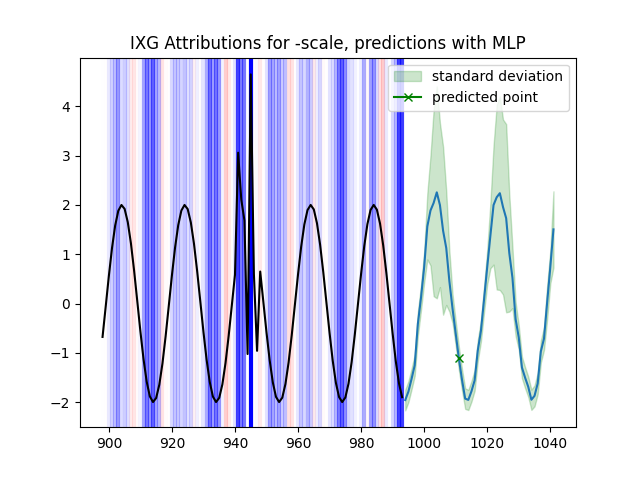 IXG Attributions for -scale, predictions with MLP
standard deviation
predicted point
4
3
2
1
0
−1
−2
900 920 940 960 980 1000 1020 1040